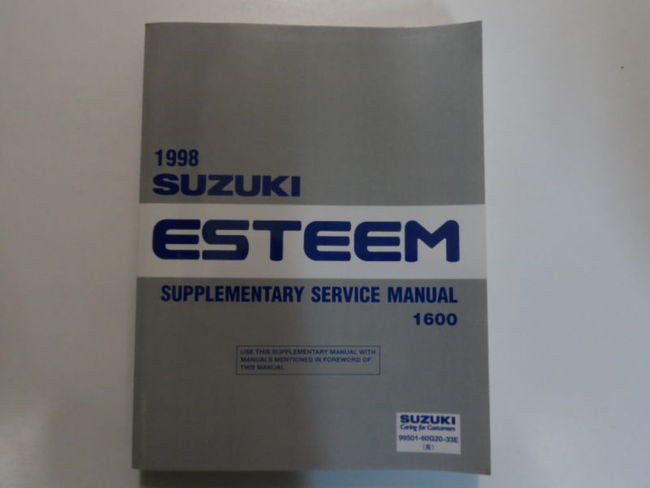 1998
SUZUKI
ESTEEM
SUPPLEMENTARY SERVICE MANUAL
1600
USE THIS SUPPLEMENTARY MANUAL WITH
MANUALS MENTIONED IN FOREWORD OF
THIS MANUAL
SUZUKI
Caring for Customers
99501-60G20-33E
(英)